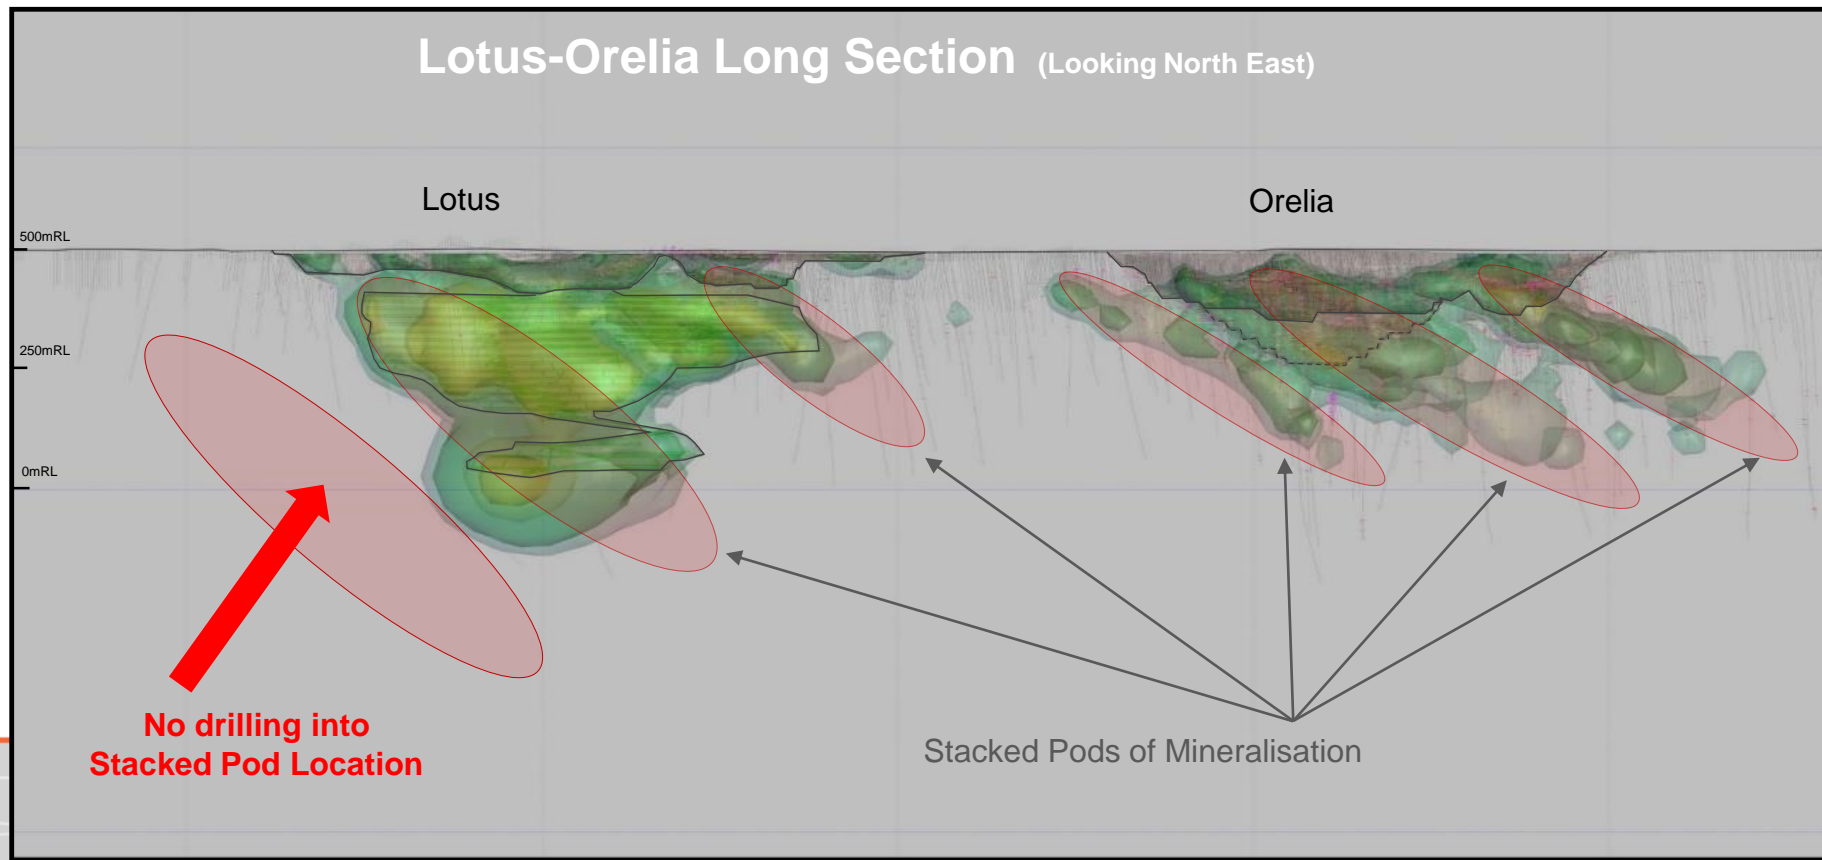 Lotus-Orelia Long Section (Looking North East)
Lotus
Orelia
500mRL
250mRL
0mRL
No drilling into
Stacked Pod Location
Stacked Pods of Mineralisation